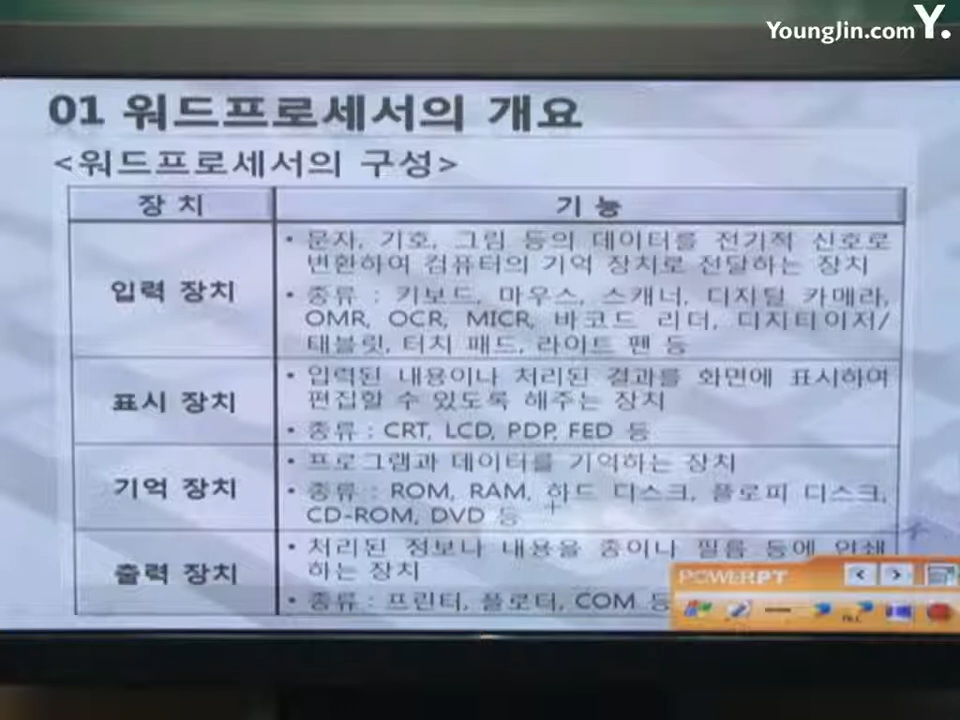 YoungJin.com Y.
01 워드프로세서의 개요
<워드프로세서의 구성>
장 치
기 능
입력 장치
• 문자, 기호, 그림 등의 데이터를 전기적 신호로
변환하여 컴퓨터의 기억 장치로 전달하는 장치
• 종류 : 키보드, 마우스, 스캐너, 디지털 카메라,
OMR, OCR, MICR, 바코드 리더, 디지타이저/
태블릿, 터치 패드, 라이트 펜 등
표시 장치
• 입력된 내용이나 처리된 결과를 화면에 표시하여
편집할 수 있도록 해주는 장치
• 종류 : CRT, LCD, PDP, FED 등
기억 장치
• 프로그램과 데이터를 기억하는 장치
• 종류 : ROM, RAM, 하드 디스크, 플로피 디스크,
CD-ROM, DVD 등
출력 장치
• 처리된 정보나 내용을 종이나 필름 등에 인쇄
하는 장치
• 종류 : 프린터, 플로터, COM 등
POWERPT